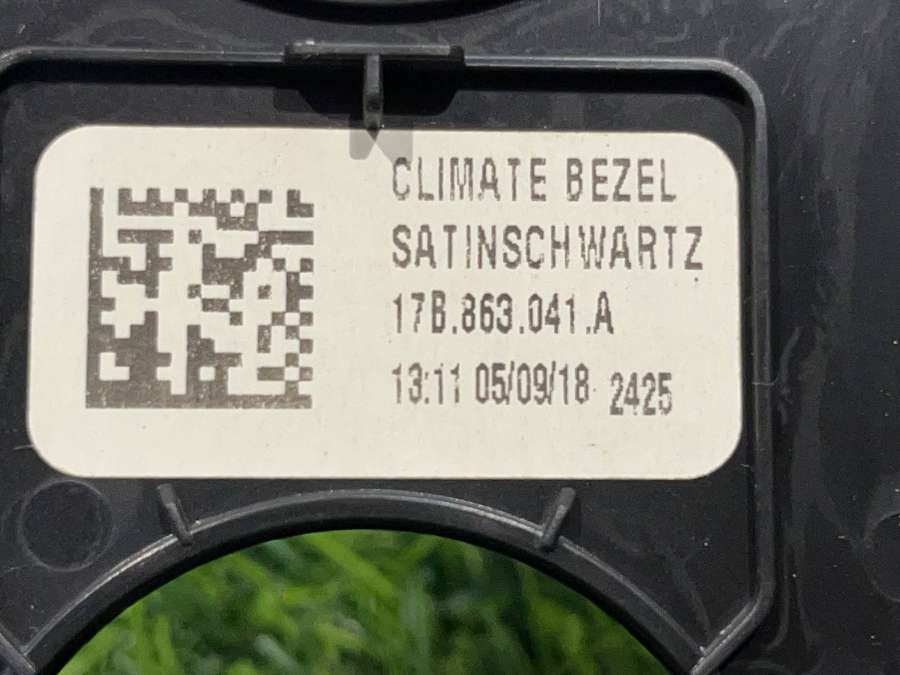 CLIMATE BEZEL
SATINSCHWARTZ
17B.863.041.A
13:11 05/09/18 2425